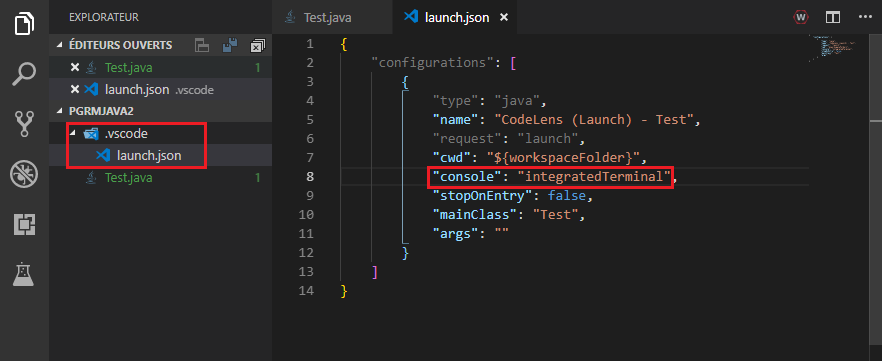 EXPLORATEUR
ÉDITEURS OUVERTS
Test.java 1
launch.json .vscode
PGRMJAVA2
.vscode
launch.json
Test.java 1
Test.java
launch.json
W
1 {
2 "configurations": [
3 {
4 "type": "java",
5 "name": "CodeLens (Launch) - Test",
6 "request": "launch",
7 "cwd": "${workspaceFolder}",
8 "console": "integratedTerminal",
9 "stopOnEntry": false,
10 "mainClass": "Test",
11 "args": ""
12 }
13 ]
14 }